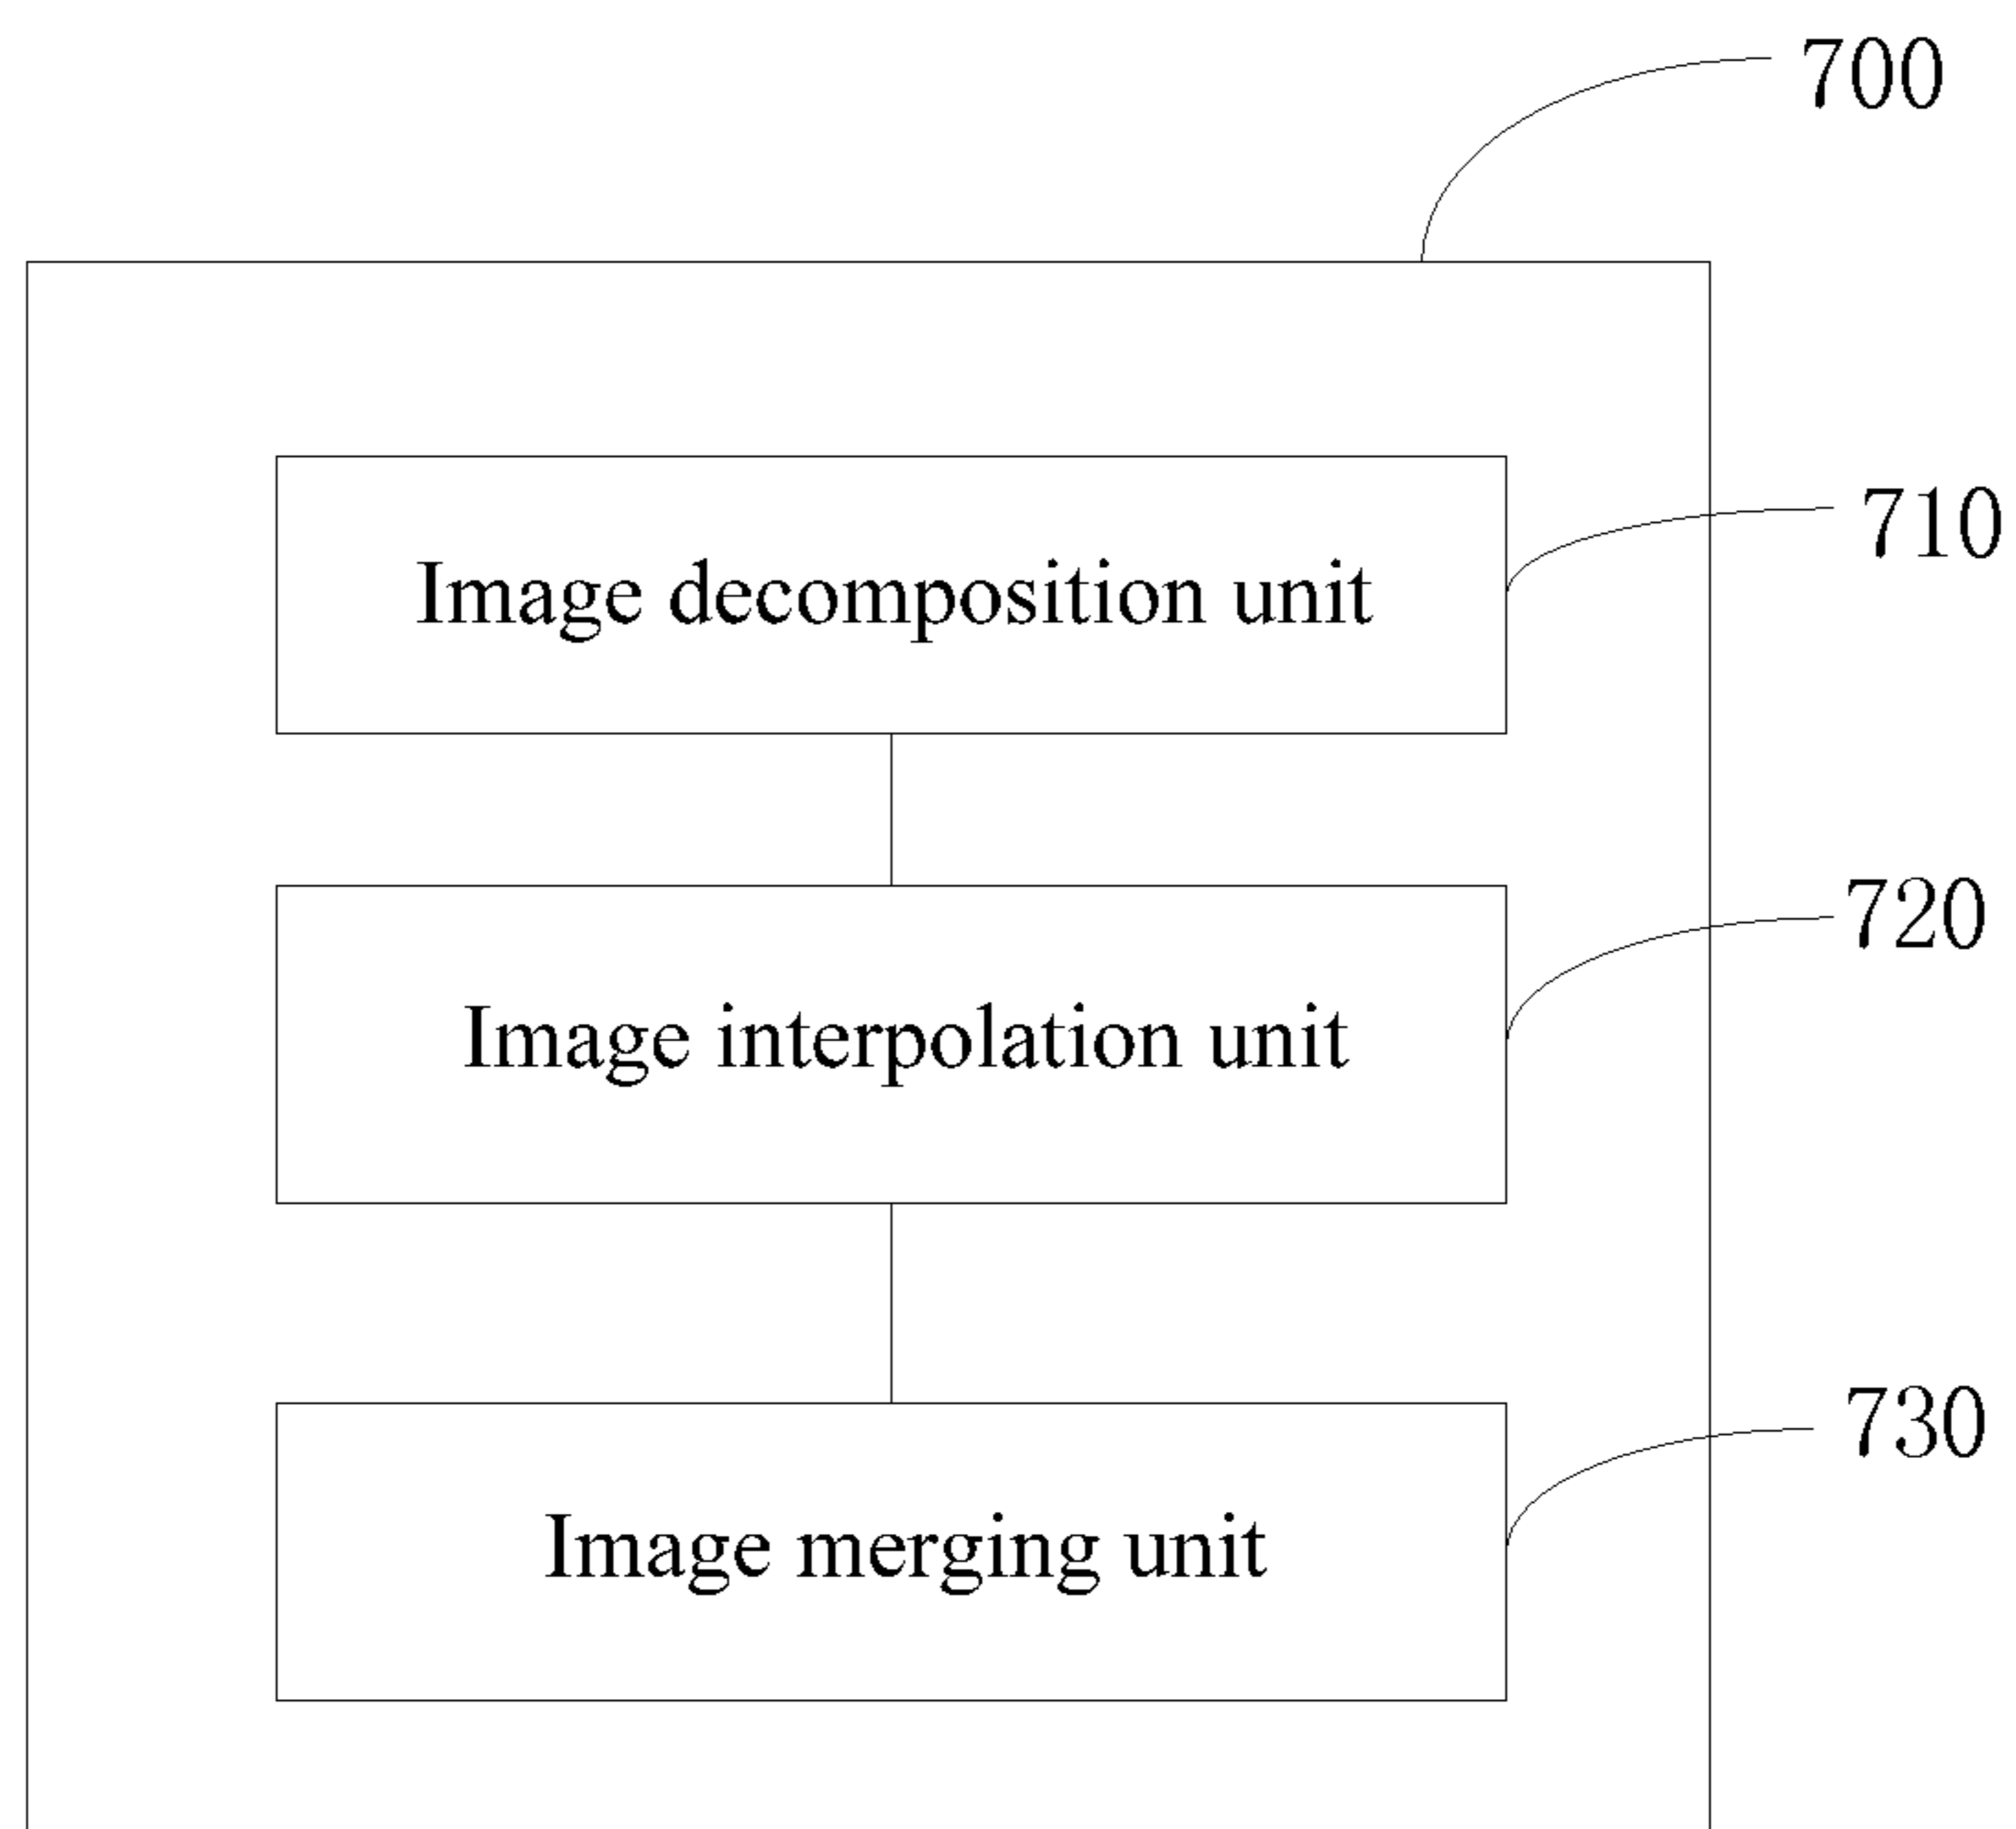 700
710
Image decomposition unit
720
Image interpolation unit
730
Image merging unit